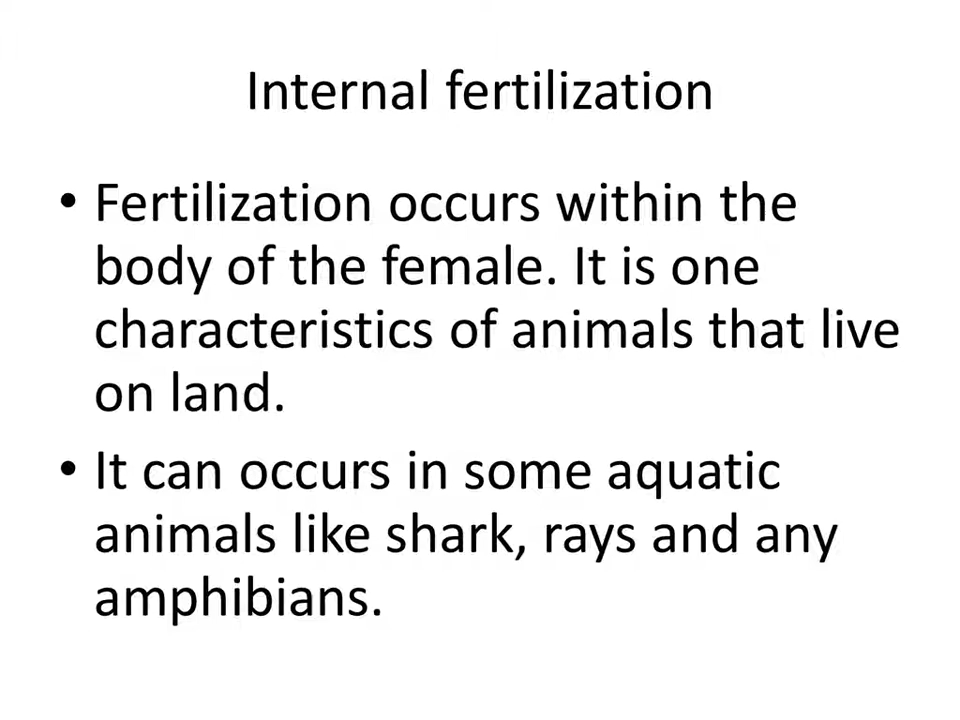 Internal fertilization
• Fertilization occurs within the
body of the female. It is one
characteristics of animals that live
on land.
• It can occurs in some aquatic
animals like shark, rays and any
amphibians.